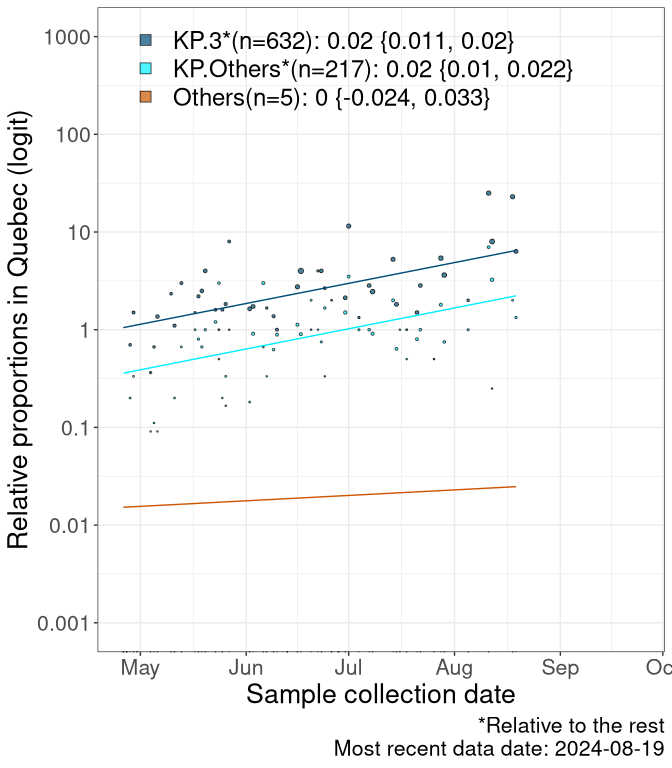 KP.3*(n=632): 0.02 {0.011, 0.02}
KP.Others*(n=217): 0.02 {0.01, 0.022}
Others(n=5): 0 {-0.024, 0.033}
Relative proportions in Quebec (logit)
1000
100
10
1
0.1
0.01
0.001
May Jun Jul Aug Sep Oc
Sample collection date
*Relative to the rest
Most recent data date: 2024-08-19